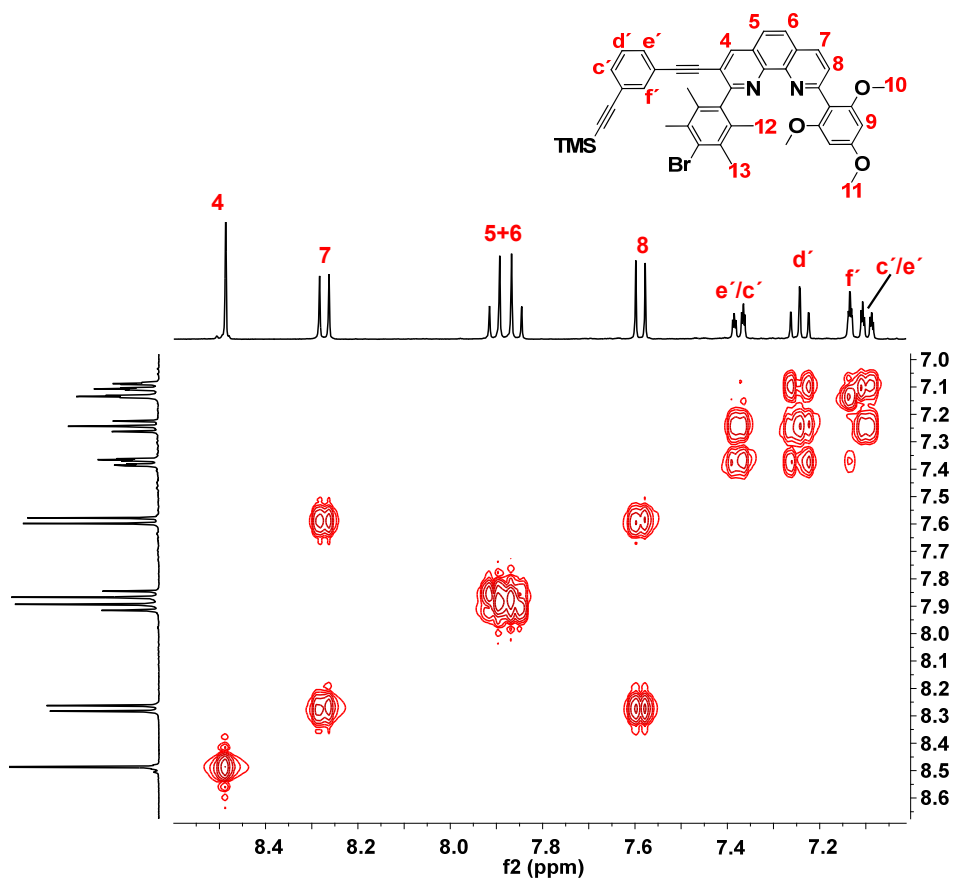 5 6
d´ e´ 4 7
c´ 8
f´ N N 10
O
12 O 9
TMS O
Br 13
11
4 7 5+6 8 e´/c´ d´ f´ c´/e´
7.0
7.1
7.2
7.3
7.4
7.5
7.6
7.7
7.8
7.9
8.0
8.1
8.2
8.3
8.4
8.5
8.6
8.4 8.2 8.0 7.8 7.6 7.4 7.2
f2 (ppm)